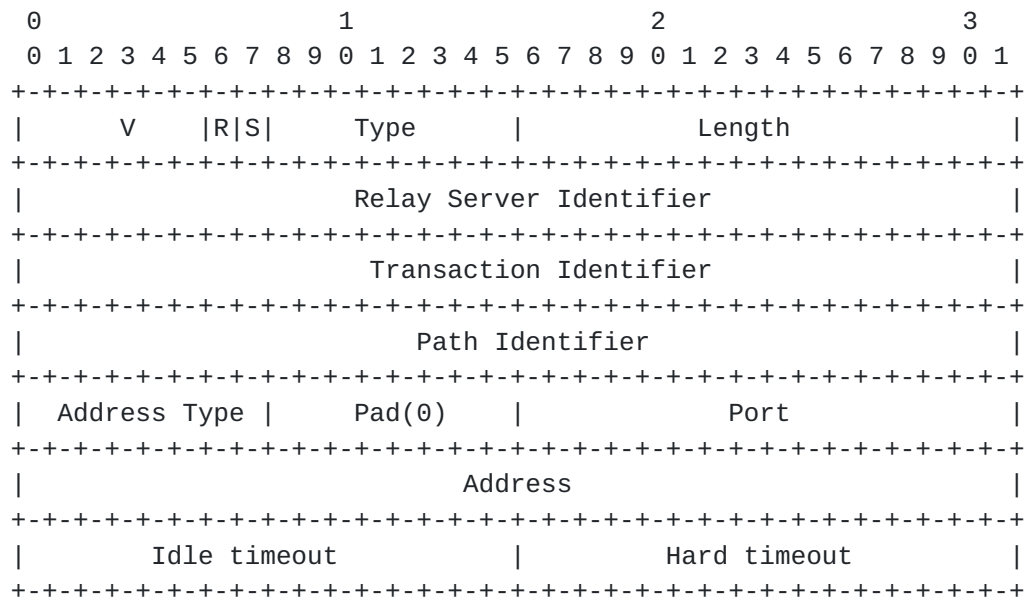 0                   1                   2                   3
 0 1 2 3 4 5 6 7 8 9 0 1 2 3 4 5 6 7 8 9 0 1 2 3 4 5 6 7 8 9 0 1
+-+-+-+-+-+-+-+-+-+-+-+-+-+-+-+-+-+-+-+-+-+-+-+-+-+-+-+-+-+-+-+-+
|      V    |R|S|     Type      |           Length              |
+-+-+-+-+-+-+-+-+-+-+-+-+-+-+-+-+-+-+-+-+-+-+-+-+-+-+-+-+-+-+-+-+
|                     Relay Server Identifier                   |
+-+-+-+-+-+-+-+-+-+-+-+-+-+-+-+-+-+-+-+-+-+-+-+-+-+-+-+-+-+-+-+-+
|                      Transaction Identifier                   |
+-+-+-+-+-+-+-+-+-+-+-+-+-+-+-+-+-+-+-+-+-+-+-+-+-+-+-+-+-+-+-+-+
|                         Path Identifier                       |
+-+-+-+-+-+-+-+-+-+-+-+-+-+-+-+-+-+-+-+-+-+-+-+-+-+-+-+-+-+-+-+-+
|  Address Type |     Pad(0)    |             Port              |
+-+-+-+-+-+-+-+-+-+-+-+-+-+-+-+-+-+-+-+-+-+-+-+-+-+-+-+-+-+-+-+-+
|                            Address                            |
+-+-+-+-+-+-+-+-+-+-+-+-+-+-+-+-+-+-+-+-+-+-+-+-+-+-+-+-+-+-+-+-+
|        Idle timeout           |         Hard timeout          |
+-+-+-+-+-+-+-+-+-+-+-+-+-+-+-+-+-+-+-+-+-+-+-+-+-+-+-+-+-+-+-+-+